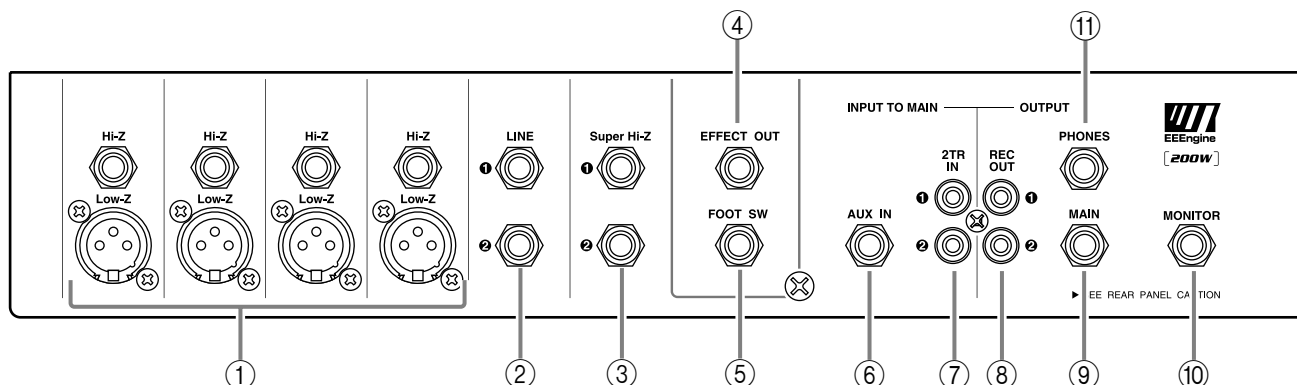 ④ ⑪
INPUT TO MAIN OUTPUT
Hi-Z Hi-Z Hi-Z Hi-Z LINE Super Hi-Z EFFECT OUT PHONES
EEEngine
200W
2TR IN REC OUT
❶ ❶ ❶ ❶
Low-Z Low-Z Low-Z Low-Z
FOOT SW AUX IN MAIN MONITOR
❷ ❷ ❷ ❷
▶ EE REAR PANEL CA TION
① ② ③ ⑤ ⑥ ⑦ ⑧ ⑨ ⑩